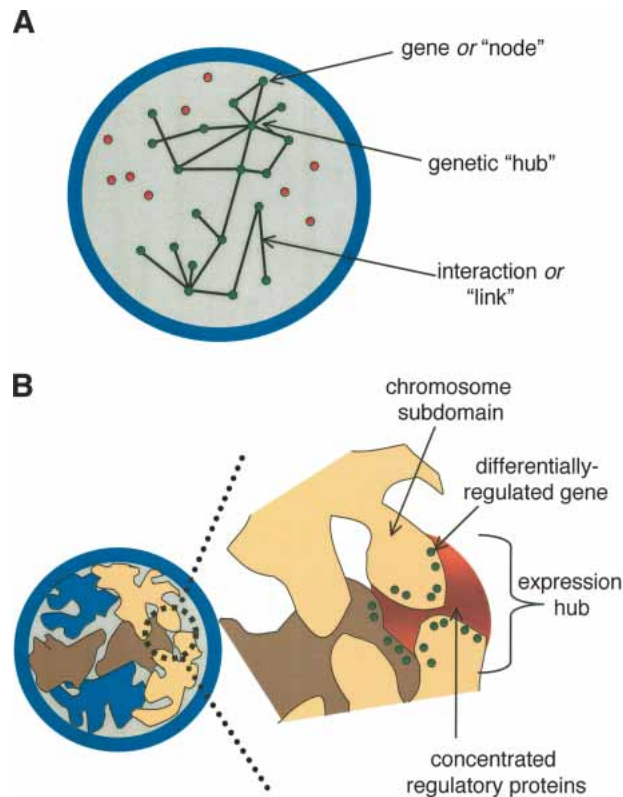 A
gene or “node”
genetic “hub”
interaction or
“link”
B
chromosome
subdomain
differentially-
regulated gene
expression
hub
concentrated
regulatory proteins